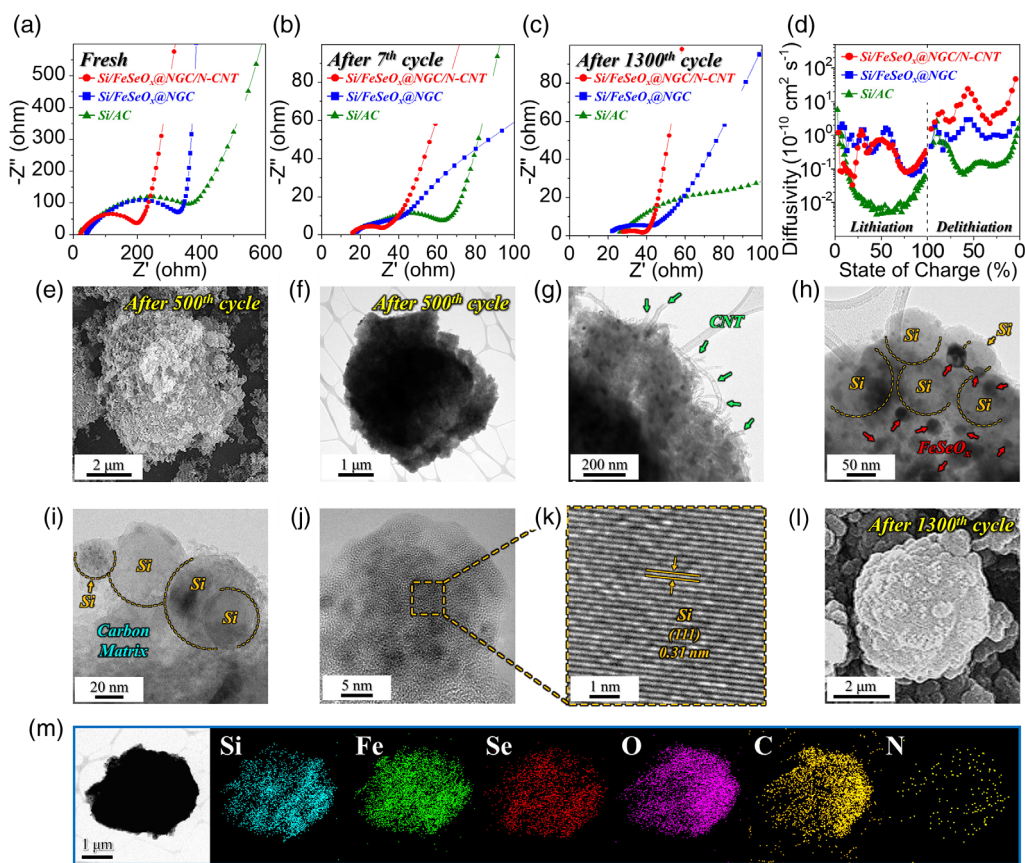 (a)
Fresh
Si/FeSeOₓ@NGC/N-CNT
Si/FeSeOₓ@NGC
Si/AC
-Z'' (ohm)
500
400
300
200
100
0
0 200 400 600
Z' (ohm)
(b)
After 7th cycle
Si/FeSeOₓ@NGC/N-CNT
Si/FeSeOₓ@NGC
Si/AC
-Z'' (ohm)
80
60
40
20
0
0 20 40 60 80 100
Z' (ohm)
(c)
After 1300th cycle
Si/FeSeOₓ@NGC/N-CNT
Si/FeSeOₓ@NGC
Si/AC
-Z'' (ohm)
80
60
40
20
0
0 20 40 60 80 100
Z' (ohm)
(d)
Si/FeSeOₓ@NGC/N-CNT
Si/FeSeOₓ@NGC
Si/AC
Diffusivity (10⁻¹⁰ cm² s⁻¹)
10²
10¹
10⁰
10⁻¹
10⁻²
Lithiation Delithiation
0 50 100 50 0
State of Charge (%)
(e)
After 500th cycle
2 μm
(f)
After 500th cycle
1 μm
(g)
CNT
200 nm
(h)
Si
Si
Si
Si
Si
FeSeOₓ
50 nm
(i)
Si
Si
Si
Si
Carbon
Matrix
20 nm
(j)
5 nm
(k)
Si
(111)
0.31 nm
1 nm
(l)
After 1300th cycle
2 μm
(m)
1 μm
Si
Fe
Se
O
C
N